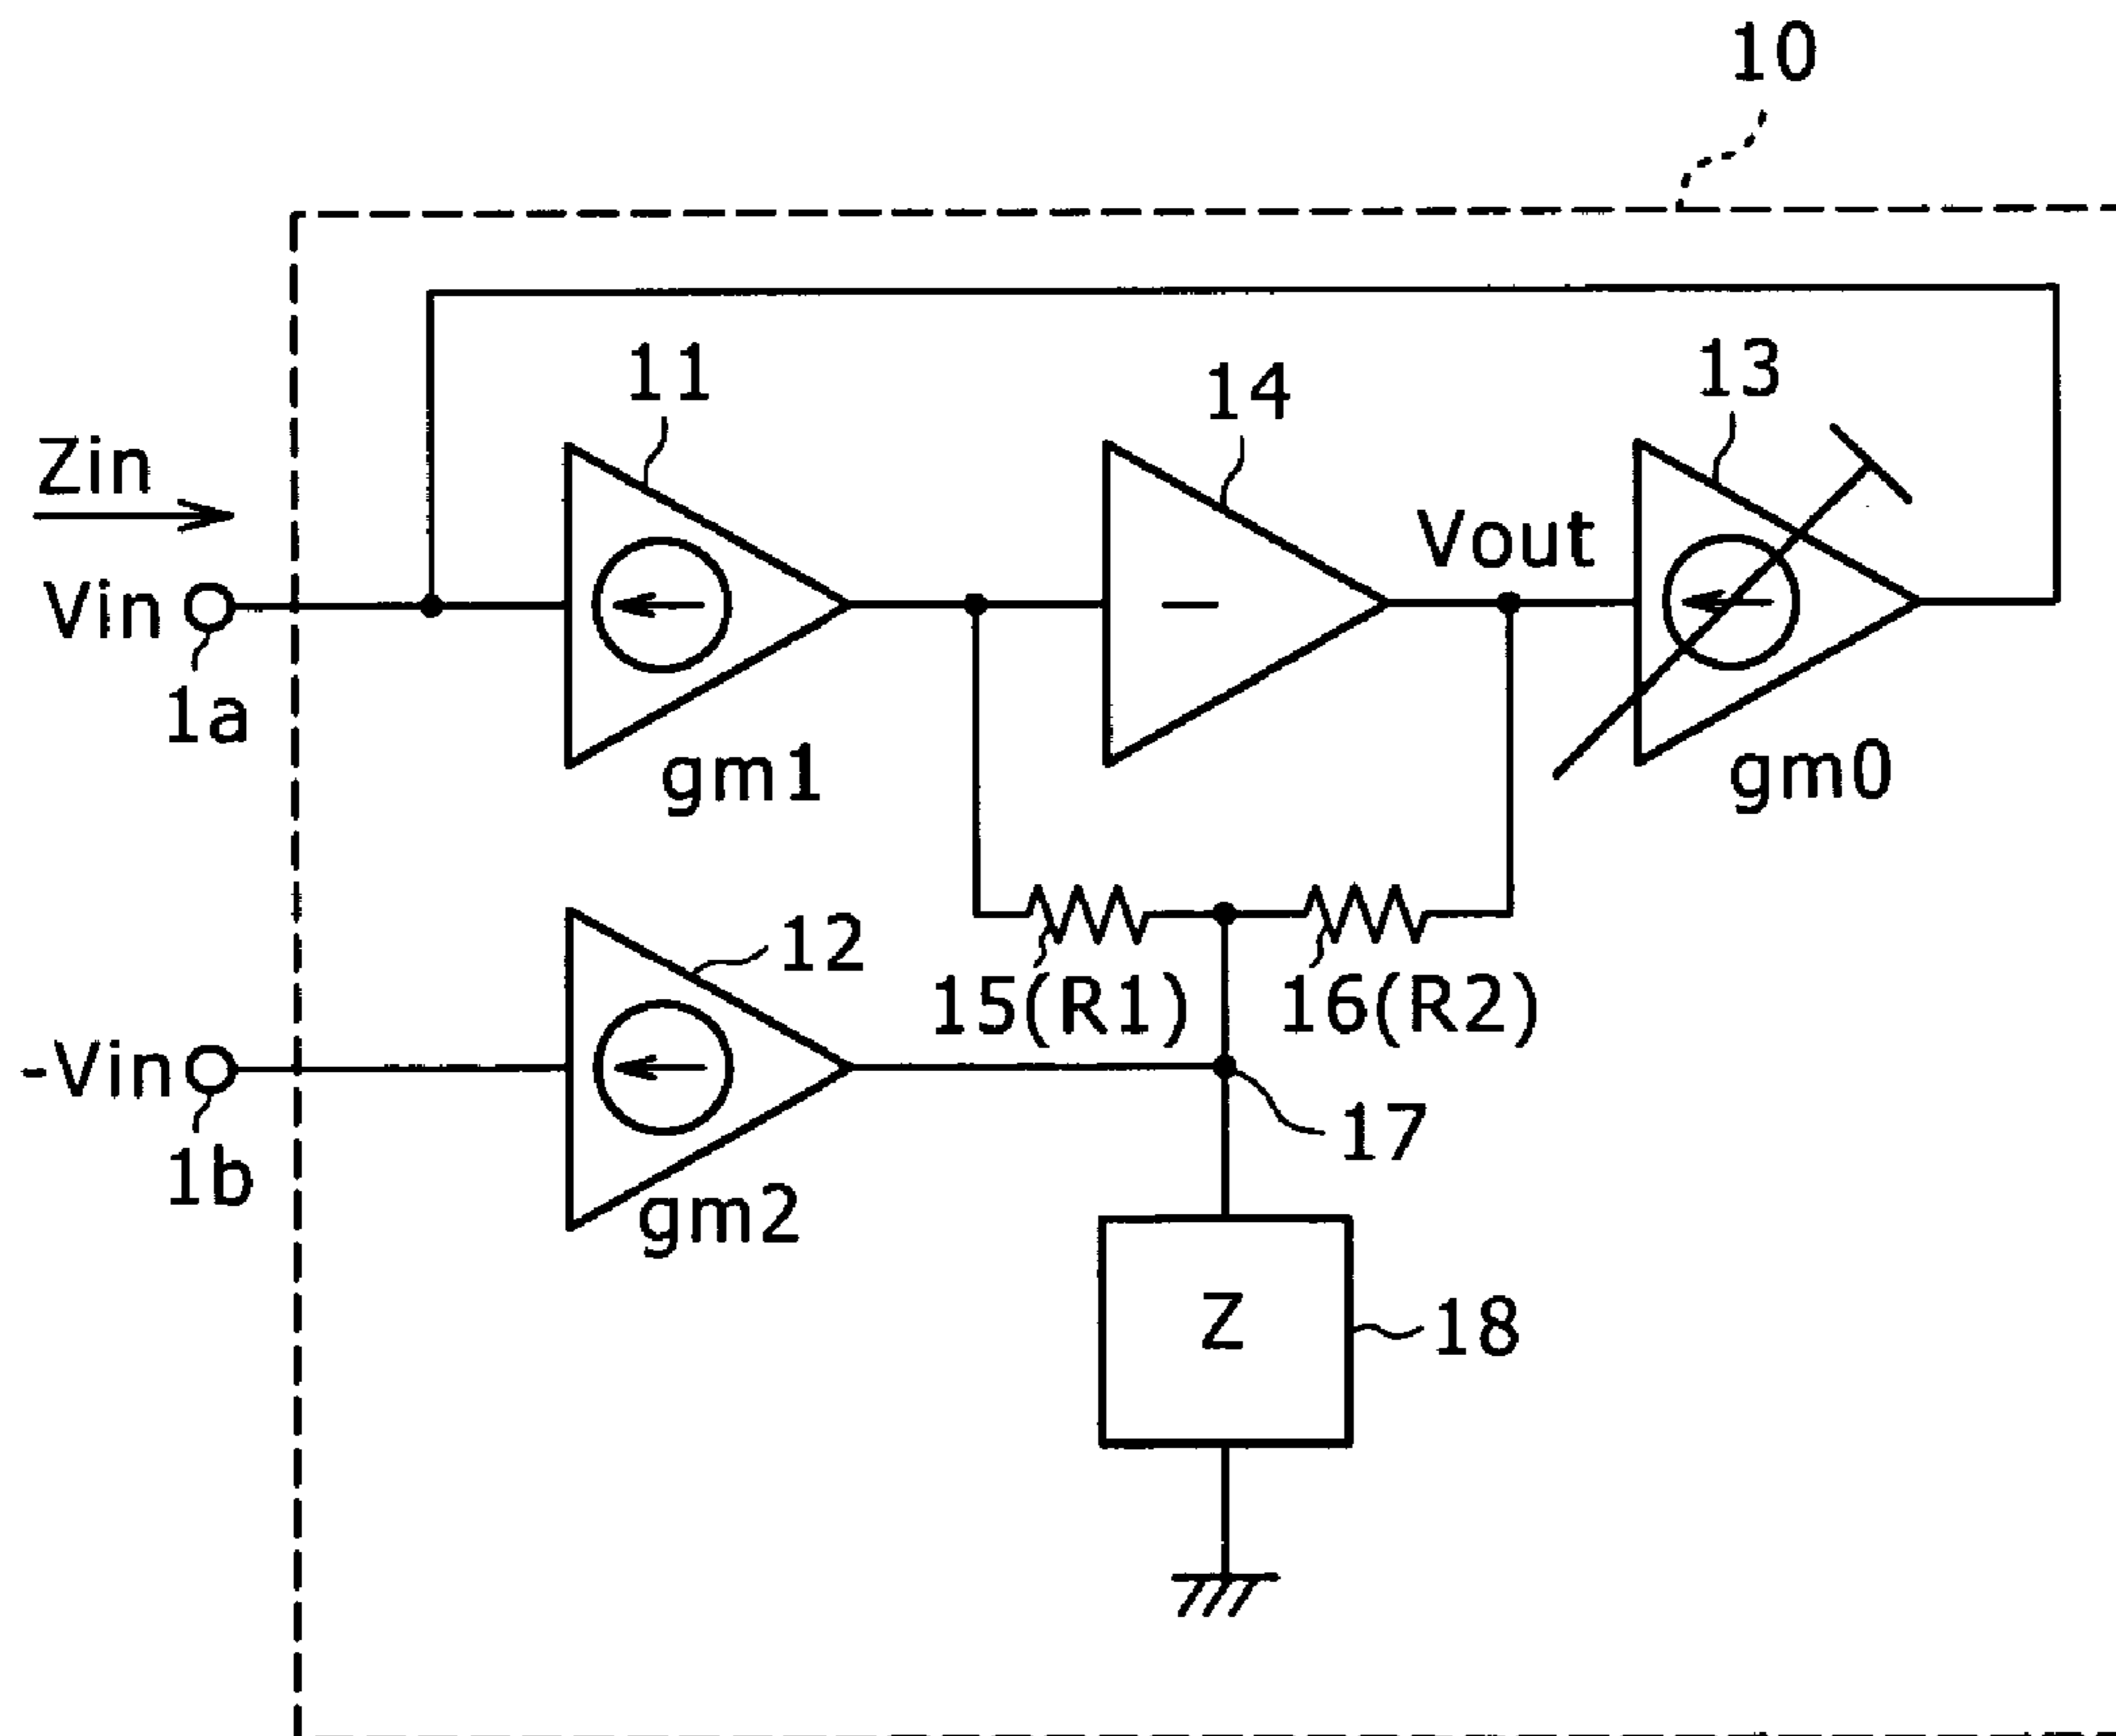 10
11
14
13
Zin
Vin
Vout
1a
gm1
gm0
−
12
15(R1)
16(R2)
-Vin
17
1b
gm2
Z
18